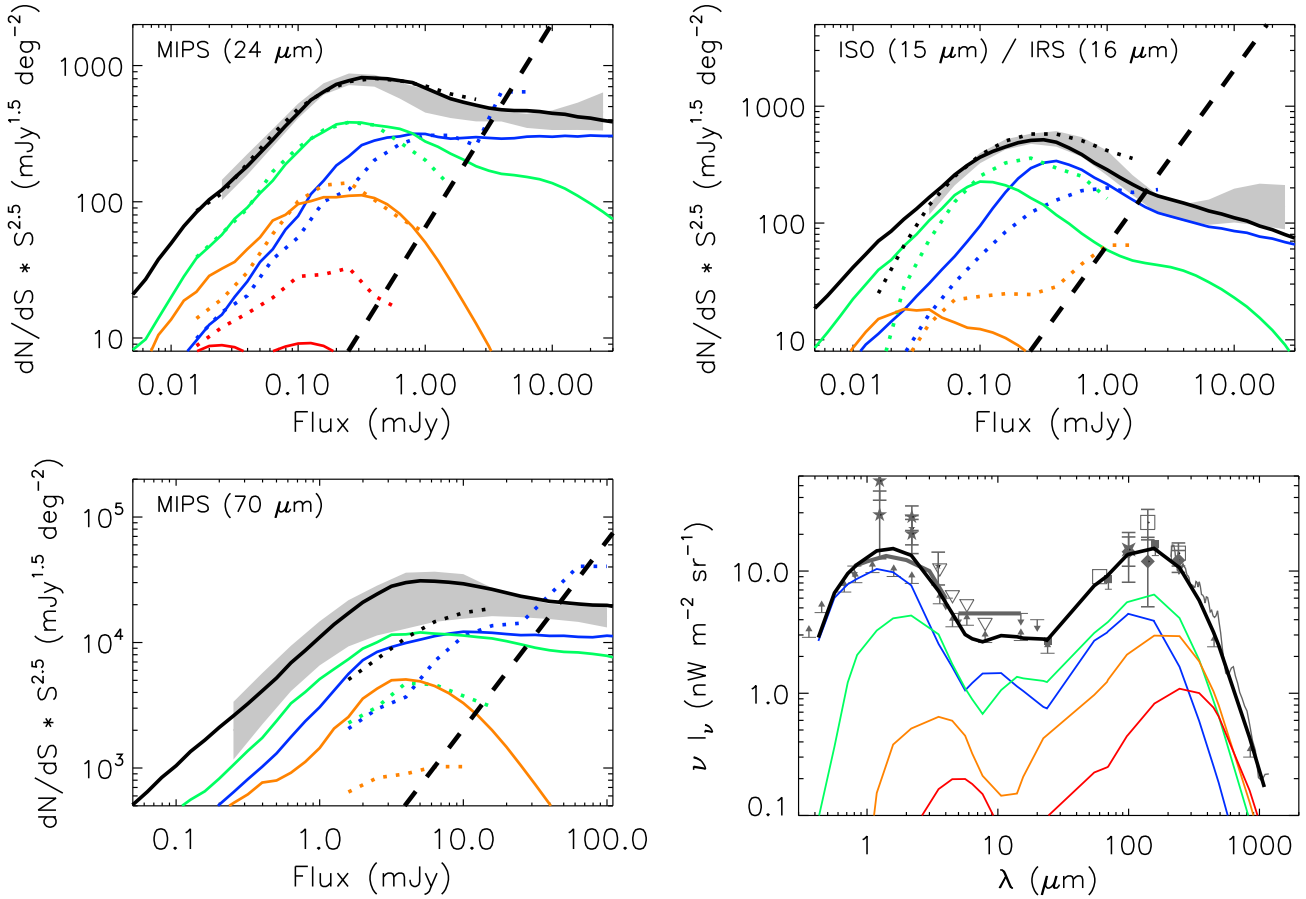 MIPS (24 μm)
dN/dS * S^2.5 (mJy^1.5 deg^-2)
1000
100
10
0.01 0.10 1.00 10.00
Flux (mJy)
ISO (15 μm) / IRS (16 μm)
dN/dS * S^2.5 (mJy^1.5 deg^-2)
1000
100
10
0.01 0.10 1.00 10.00
Flux (mJy)
MIPS (70 μm)
dN/dS * S^2.5 (mJy^1.5 deg^-2)
10^5
10^4
10^3
0.1 1.0 10.0 100.0
Flux (mJy)
ν I_ν (nW m^-2 sr^-1)
10.0
1.0
0.1
1 10 100 1000
λ (μm)